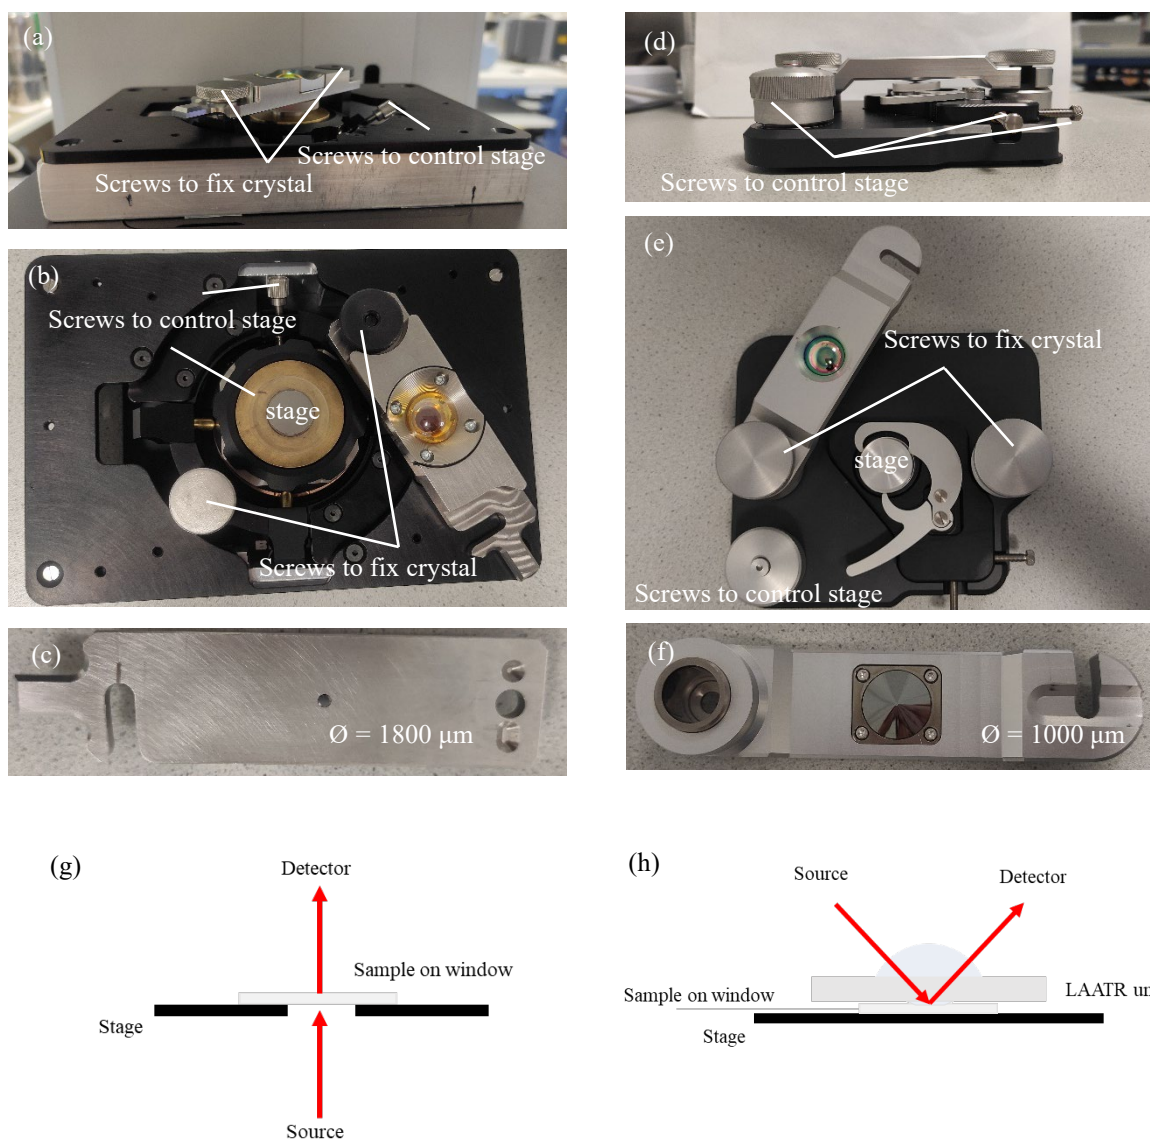 (a)
Screws to control stage
Screws to fix crystal
(b)
Screws to control stage
stage
Screws to fix crystal
(c)
Ø = 1800 µm
(d)
Screws to control stage
(e)
Screws to fix crystal
stage
Screws to control stage
(f)
Ø = 1000 µm
(g)
Detector
Sample on window
Stage
Source
(h)
Source
Detector
Sample on window
LAATR un
Stage